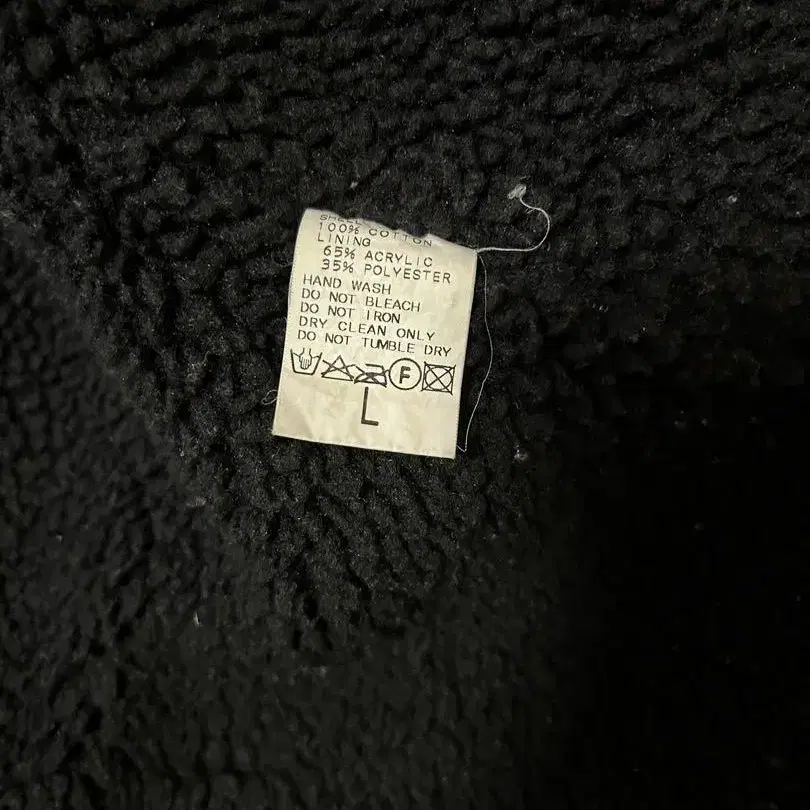 SHELL
100% COTTON
LINING
65% ACRYLIC
35% POLYESTER
HAND WASH
DO NOT BLEACH
DO NOT IRON
DRY CLEAN ONLY
DO NOT TUMBLE DRY
F
L